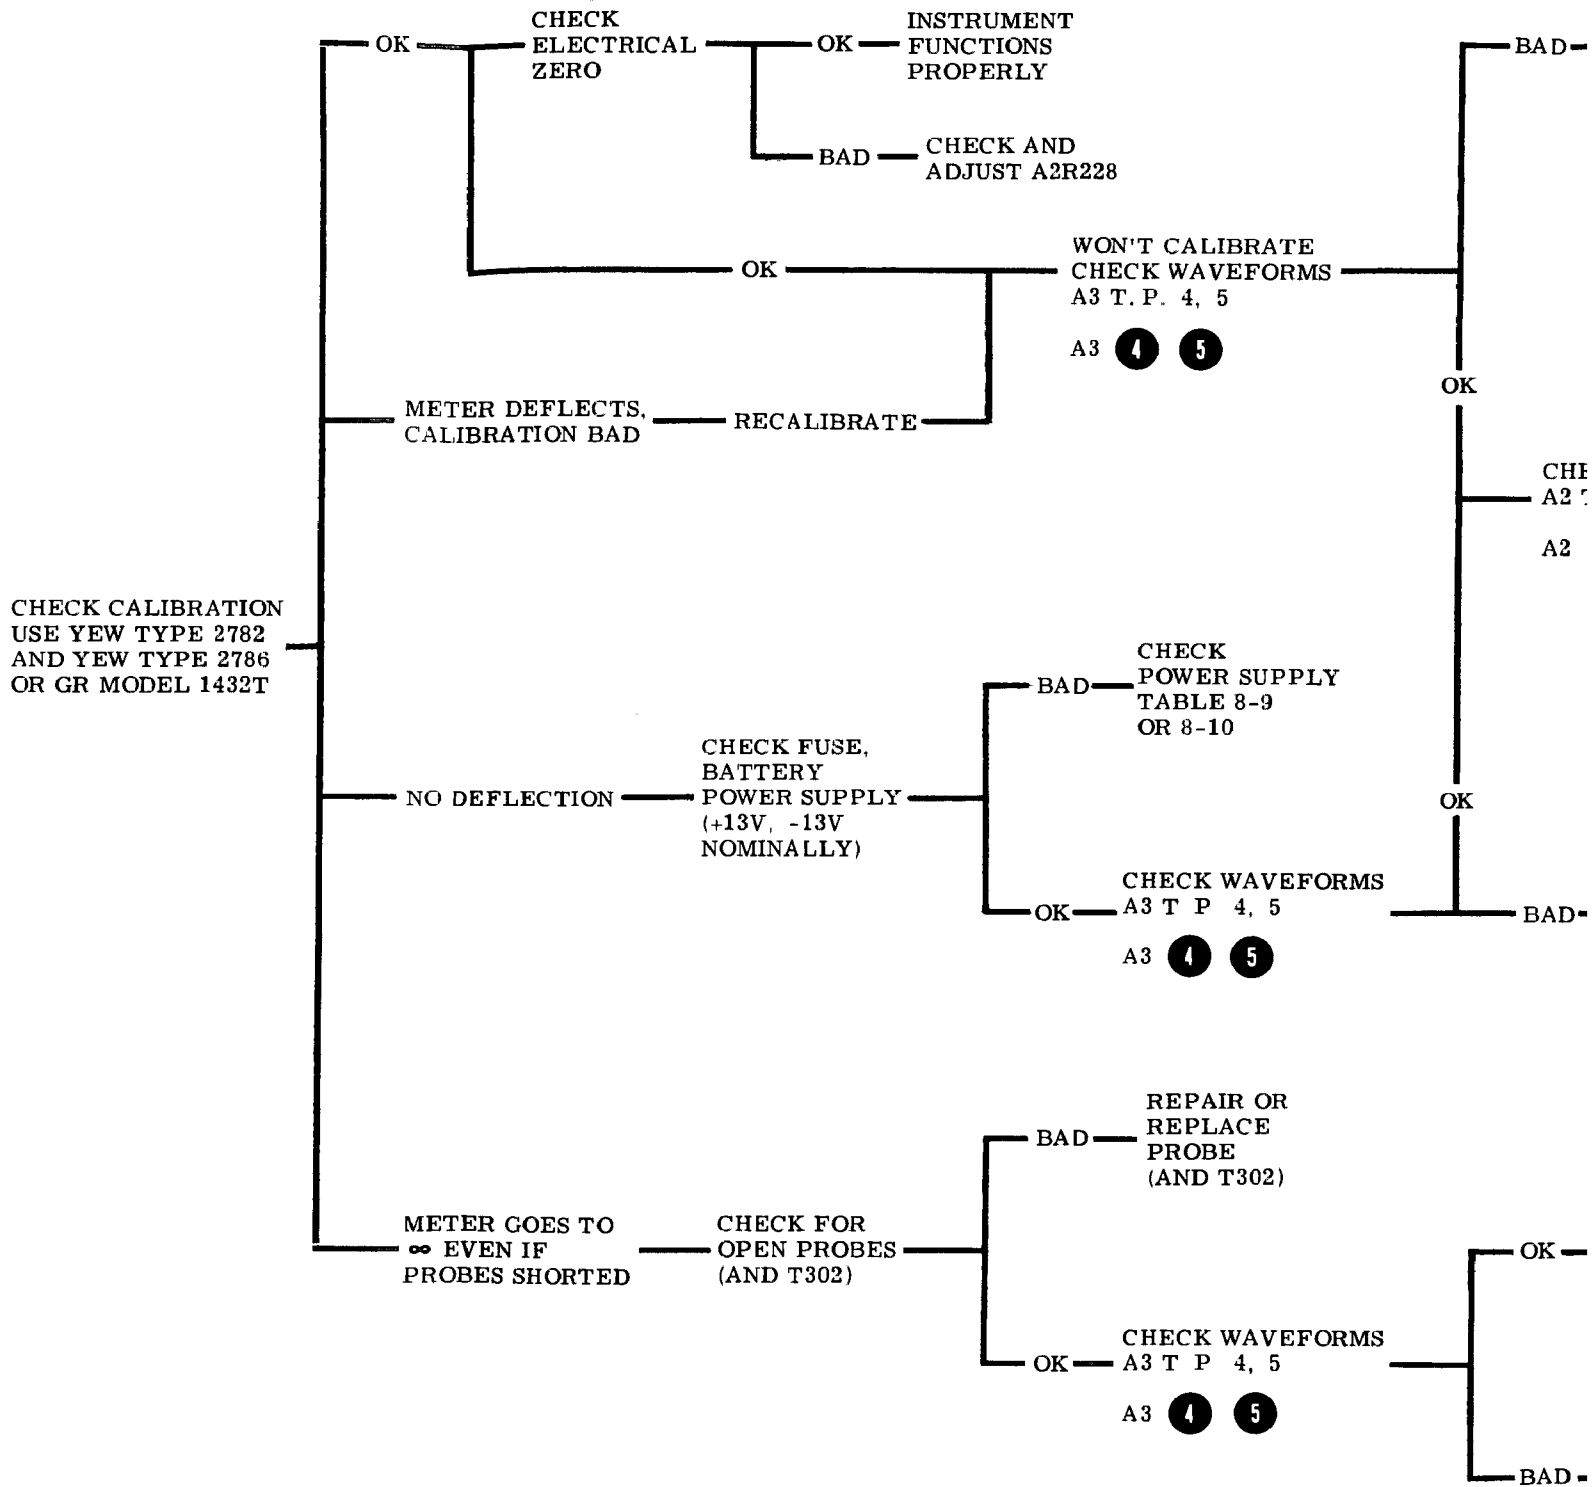 OK
CHECK
ELECTRICAL
ZERO
OK
INSTRUMENT
FUNCTIONS
PROPERLY
BAD
CHECK AND
ADJUST A2R228
BAD
OK
WON'T CALIBRATE
CHECK WAVEFORMS
A3 T.P. 4, 5
A3 4 5
OK
METER DEFLECTS,
CALIBRATION BAD
RECALIBRATE
A2
CHECK CALIBRATION
USE YEW TYPE 2782
AND YEW TYPE 2786
OR GR MODEL 1432T
BAD
CHECK
POWER SUPPLY
TABLE 8-9
OR 8-10
NO DEFLECTION
CHECK FUSE,
BATTERY
POWER SUPPLY
(+13V, -13V
NOMINALLY)
OK
OK
CHECK WAVEFORMS
A3 T P 4, 5
A3 4 5
BAD
BAD
REPAIR OR
REPLACE
PROBE
(AND T302)
METER GOES TO
∞ EVEN IF
PROBES SHORTED
CHECK FOR
OPEN PROBES
(AND T302)
OK
OK
CHECK WAVEFORMS
A3 T P 4, 5
A3 4 5
BAD